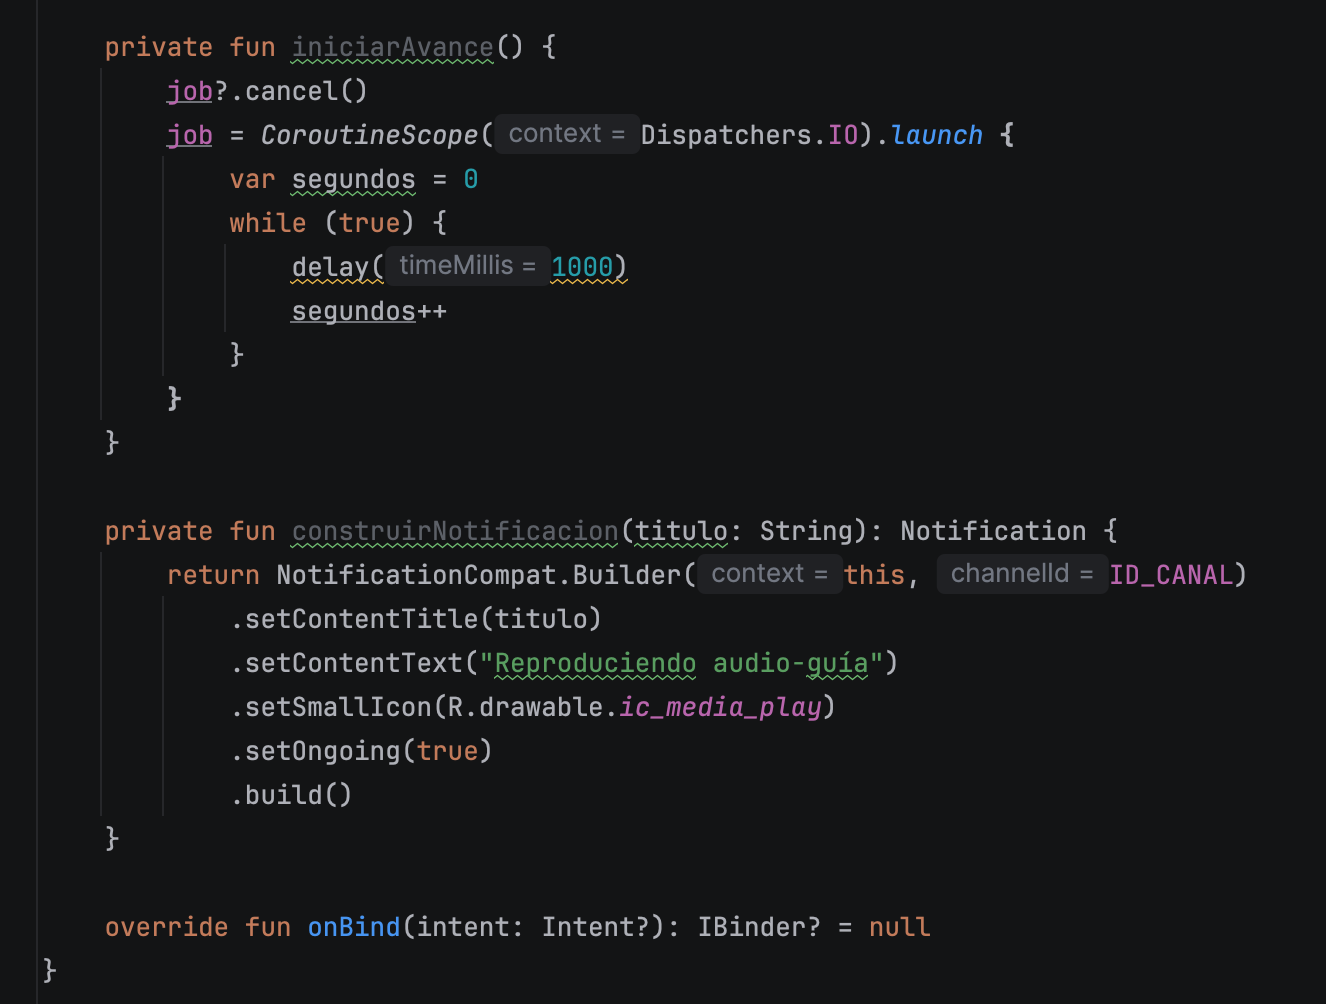 private fun iniciarAvance() {
job?.cancel()
job = CoroutineScope( context = Dispatchers.IO).launch {
var segundos = 0
while (true) {
delay( timeMillis = 1000)
segundos++
}
}
}
private fun construirNotificacion(titulo: String): Notification {
return NotificationCompat.Builder( context = this, channelId = ID_CANAL)
.setContentTitle(titulo)
.setContentText("Reproduciendo audio-guía")
.setSmallIcon(R.drawable.ic_media_play)
.setOngoing(true)
.build()
}
override fun onBind(intent: Intent?): IBinder? = null
}